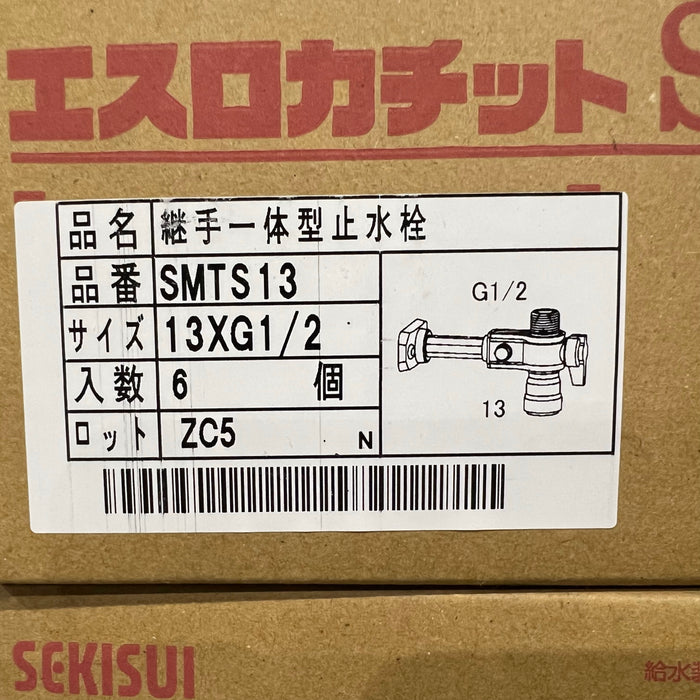 エスロカチットS
品名 継手一体型止水栓
品番 SMTS13
サイズ 13XG1/2
入数 6 個
ロット ZC5 N
G1/2
13
SEKISUI
給水